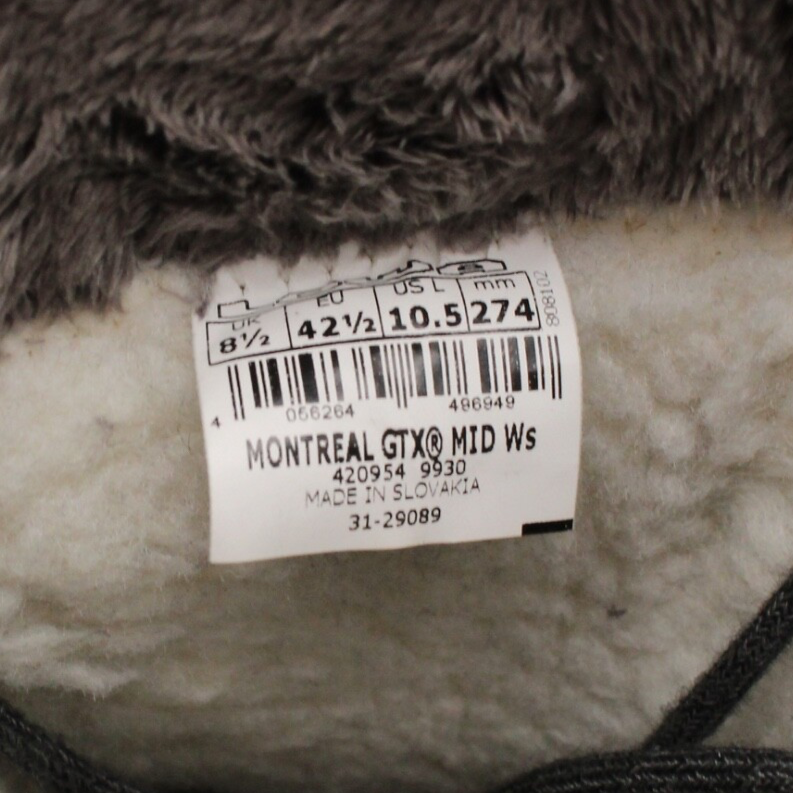 UK EU US L mm
8½ 42½ 10.5 274
808102
4 056264 496949
MONTREAL GTX® MID Ws
420954 9930
MADE IN SLOVAKIA
31-29089